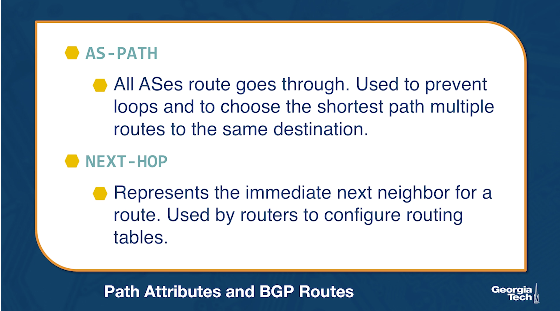 AS-PATH
All ASes route goes through. Used to prevent
loops and to choose the shortest path multiple
routes to the same destination.
NEXT-HOP
Represents the immediate next neighbor for a
route. Used by routers to configure routing
tables.
Path Attributes and BGP Routes
Georgia
Tech